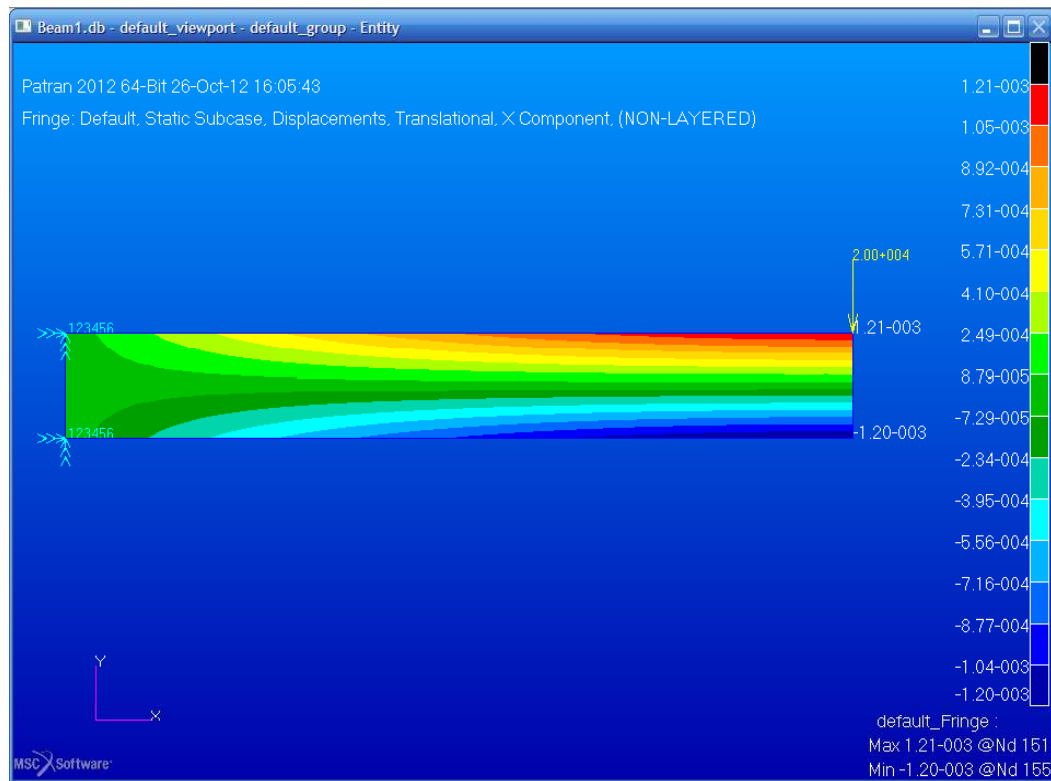 Beam1.db - default_viewport - default_group - Entity
Patran 2012 64-Bit 26-Oct-12 16:05:43
Fringe: Default, Static Subcase, Displacements, Translational, X Component, (NON-LAYERED)
1.21-003
1.05-003
8.92-004
7.31-004
5.71-004
4.10-004
2.49-004
8.79-005
-7.29-005
-2.34-004
-3.95-004
-5.56-004
-7.16-004
-8.77-004
-1.04-003
-1.20-003
2.00+004
123456
1.21-003
123456
-1.20-003
Y
X
default_Fringe :
Max 1.21-003 @Nd 151
Min -1.20-003 @Nd 155
MSC Software